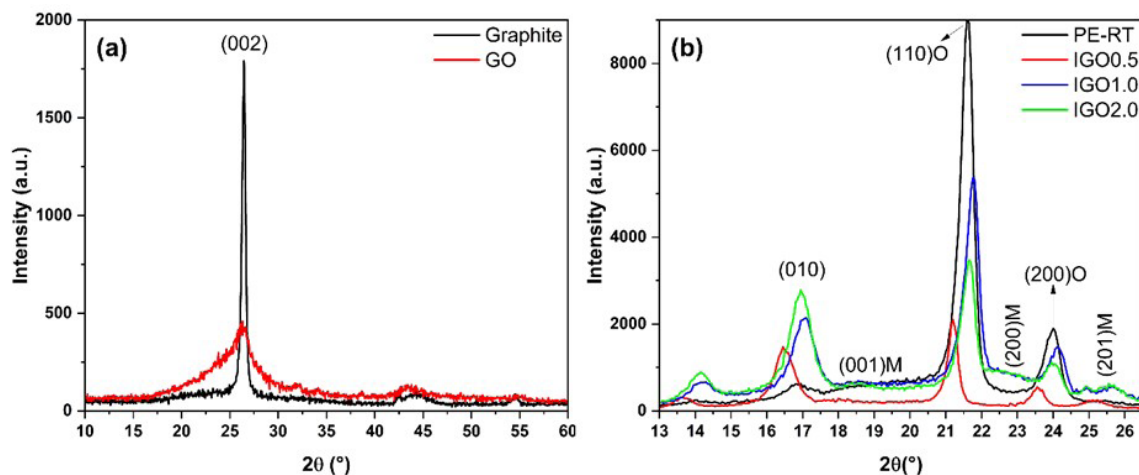 (a)
(002)
Graphite
GO
2000
1500
1000
500
0
Intensity (a.u.)
10 15 20 25 30 35 40 45 50 55 60
2θ (°)
(b)
(110)O
PE-RT
IGO0.5
IGO1.0
IGO2.0
8000
6000
4000
2000
0
Intensity (a.u.)
(010)
(001)M
(200)M
(200)O
(201)M
13 14 15 16 17 18 19 20 21 22 23 24 25 26
2θ(°)